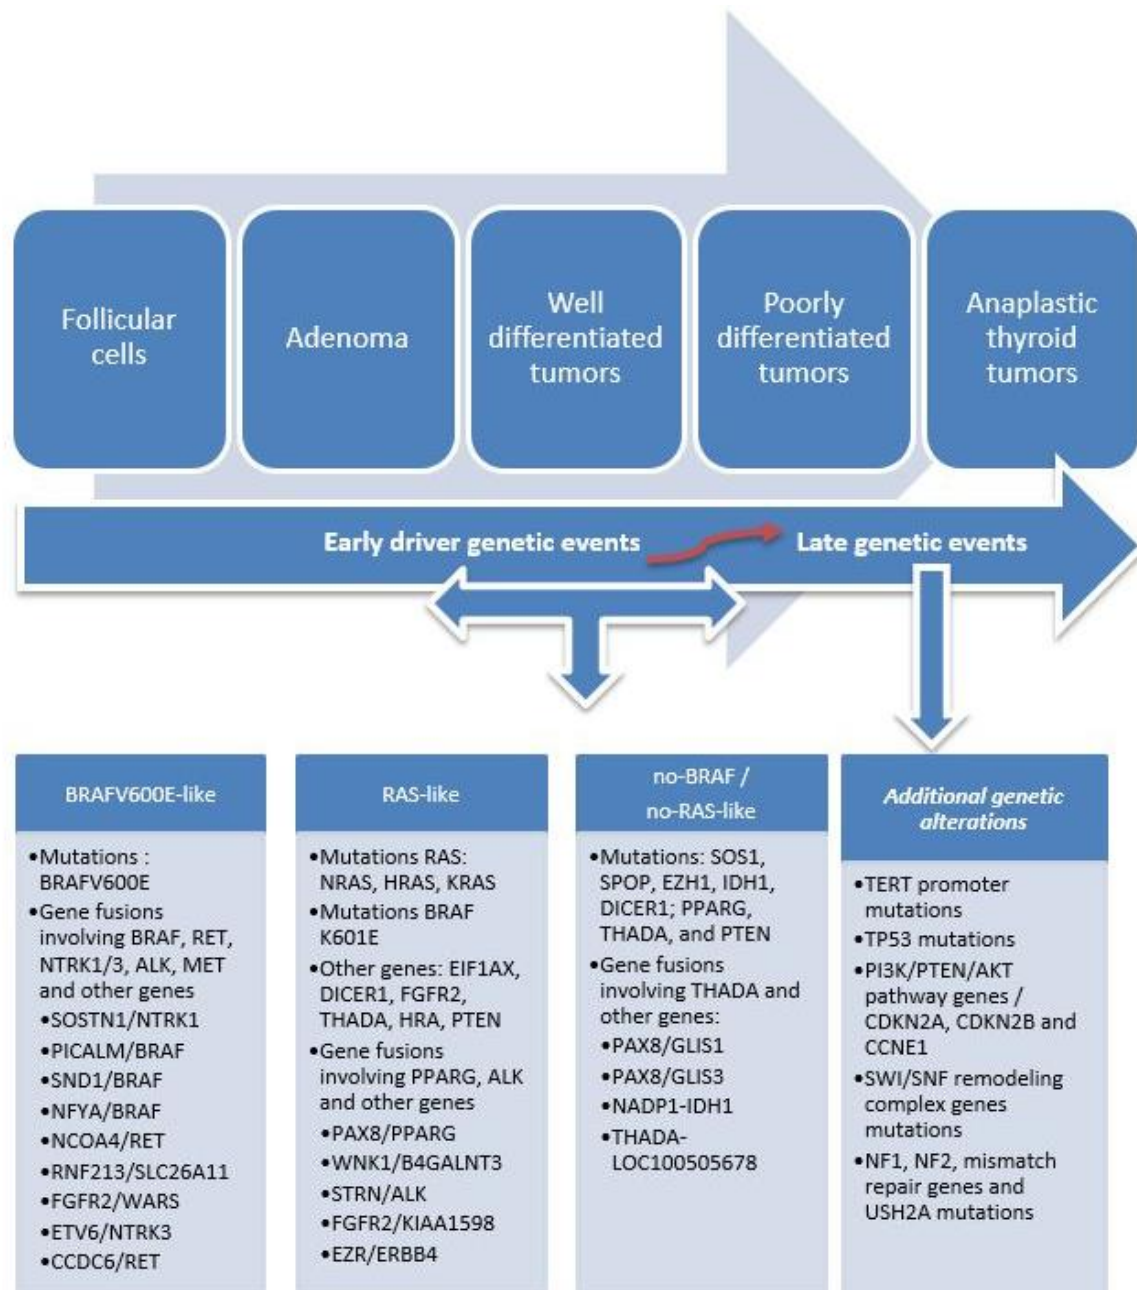 Follicular
cells
Adenoma
Well
differentiated
tumors
Poorly
differentiated
tumors
Anaplastic
thyroid
tumors
Early driver genetic events
Late genetic events
BRAFV600E-like
•Mutations :
BRAFV600E
•Gene fusions
involving BRAF, RET,
NTRK1/3, ALK, MET
and other genes
•SOSTN1/NTRK1
•PICALM/BRAF
•SND1/BRAF
•NFYA/BRAF
•NCOA4/RET
•RNF213/SLC26A11
•FGFR2/WARS
•ETV6/NTRK3
•CCDC6/RET
RAS-like
•Mutations RAS:
NRAS, HRAS, KRAS
•Mutations BRAF
K601E
•Other genes: EIF1AX,
DICER1, FGFR2,
THADA, HRA, PTEN
•Gene fusions
involving PPARG, ALK
and other genes
•PAX8/PPARG
•WNK1/B4GALNT3
•STRN/ALK
•FGFR2/KIAA1598
•EZR/ERBB4
no-BRAF /
no-RAS-like
•Mutations: SOS1,
SPOP, EZH1, IDH1,
DICER1; PPARG,
THADA, and PTEN
•Gene fusions
involving THADA and
other genes:
•PAX8/GLIS1
•PAX8/GLIS3
•NADP1-IDH1
•THADA-
LOC100505678
Additional genetic
alterations
•TERT promoter
mutations
•TP53 mutations
•PI3K/PTEN/AKT
pathway genes /
CDKN2A, CDKN2B and
CCNE1
•SWI/SNF remodeling
complex genes
mutations
•NF1, NF2, mismatch
repair genes and
USH2A mutations